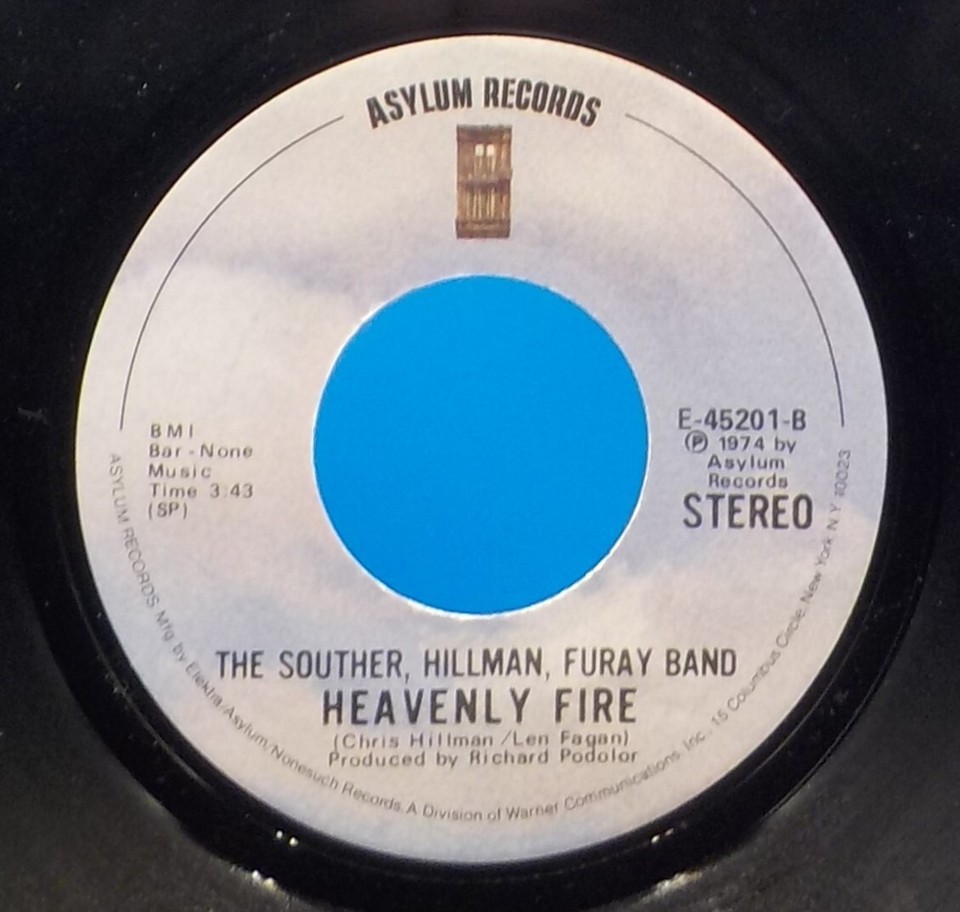 ASYLUM RECORDS
BMI
Bar-None
Music
Time 3:43
(SP)
E-45201-B
℗ 1974 by
Asylum
Records
STEREO
THE SOUTHER, HILLMAN, FURAY BAND
HEAVENLY FIRE
(Chris Hillman/Len Fagan)
Produced by Richard Podolor
ASYLUM RECORDS. Mfg by Elektra/Asylum/Nonesuch Records. A Division of Warner Communications, Inc., 15 Columbus Circle, New York N Y 10023